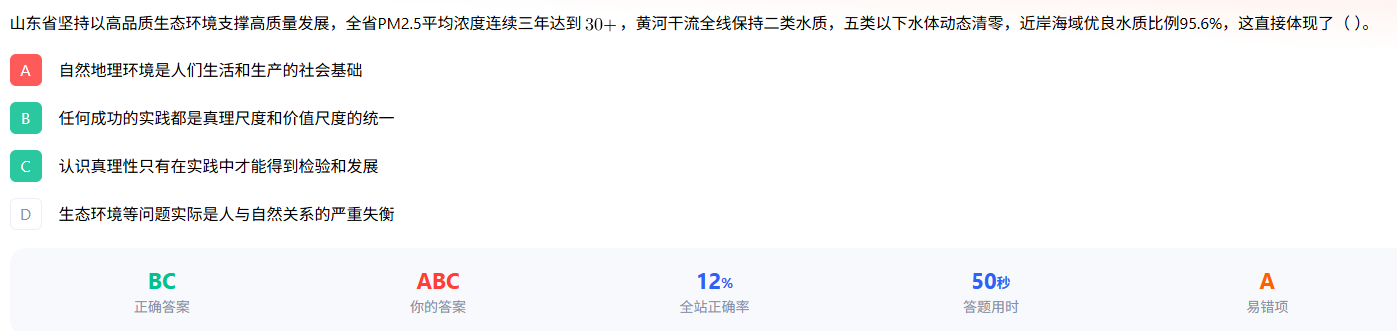 山东省坚持以高品质生态环境支撑高质量发展，全省PM2.5平均浓度连续三年达到 30+，黄河干流全线保持二类水质，五类以下水体动态清零，近岸海域优良水质比例95.6%，这直接体现了（ ）。
A 自然地理环境是人们生活和生产的社会基础
B 任何成功的实践都是真理尺度和价值尺度的统一
C 认识真理性只有在实践中才能得到检验和发展
D 生态环境等问题实际是人与自然关系的严重失衡
BC ABC 12% 50秒 A
正确答案 你的答案 全站正确率 答题用时 易错项